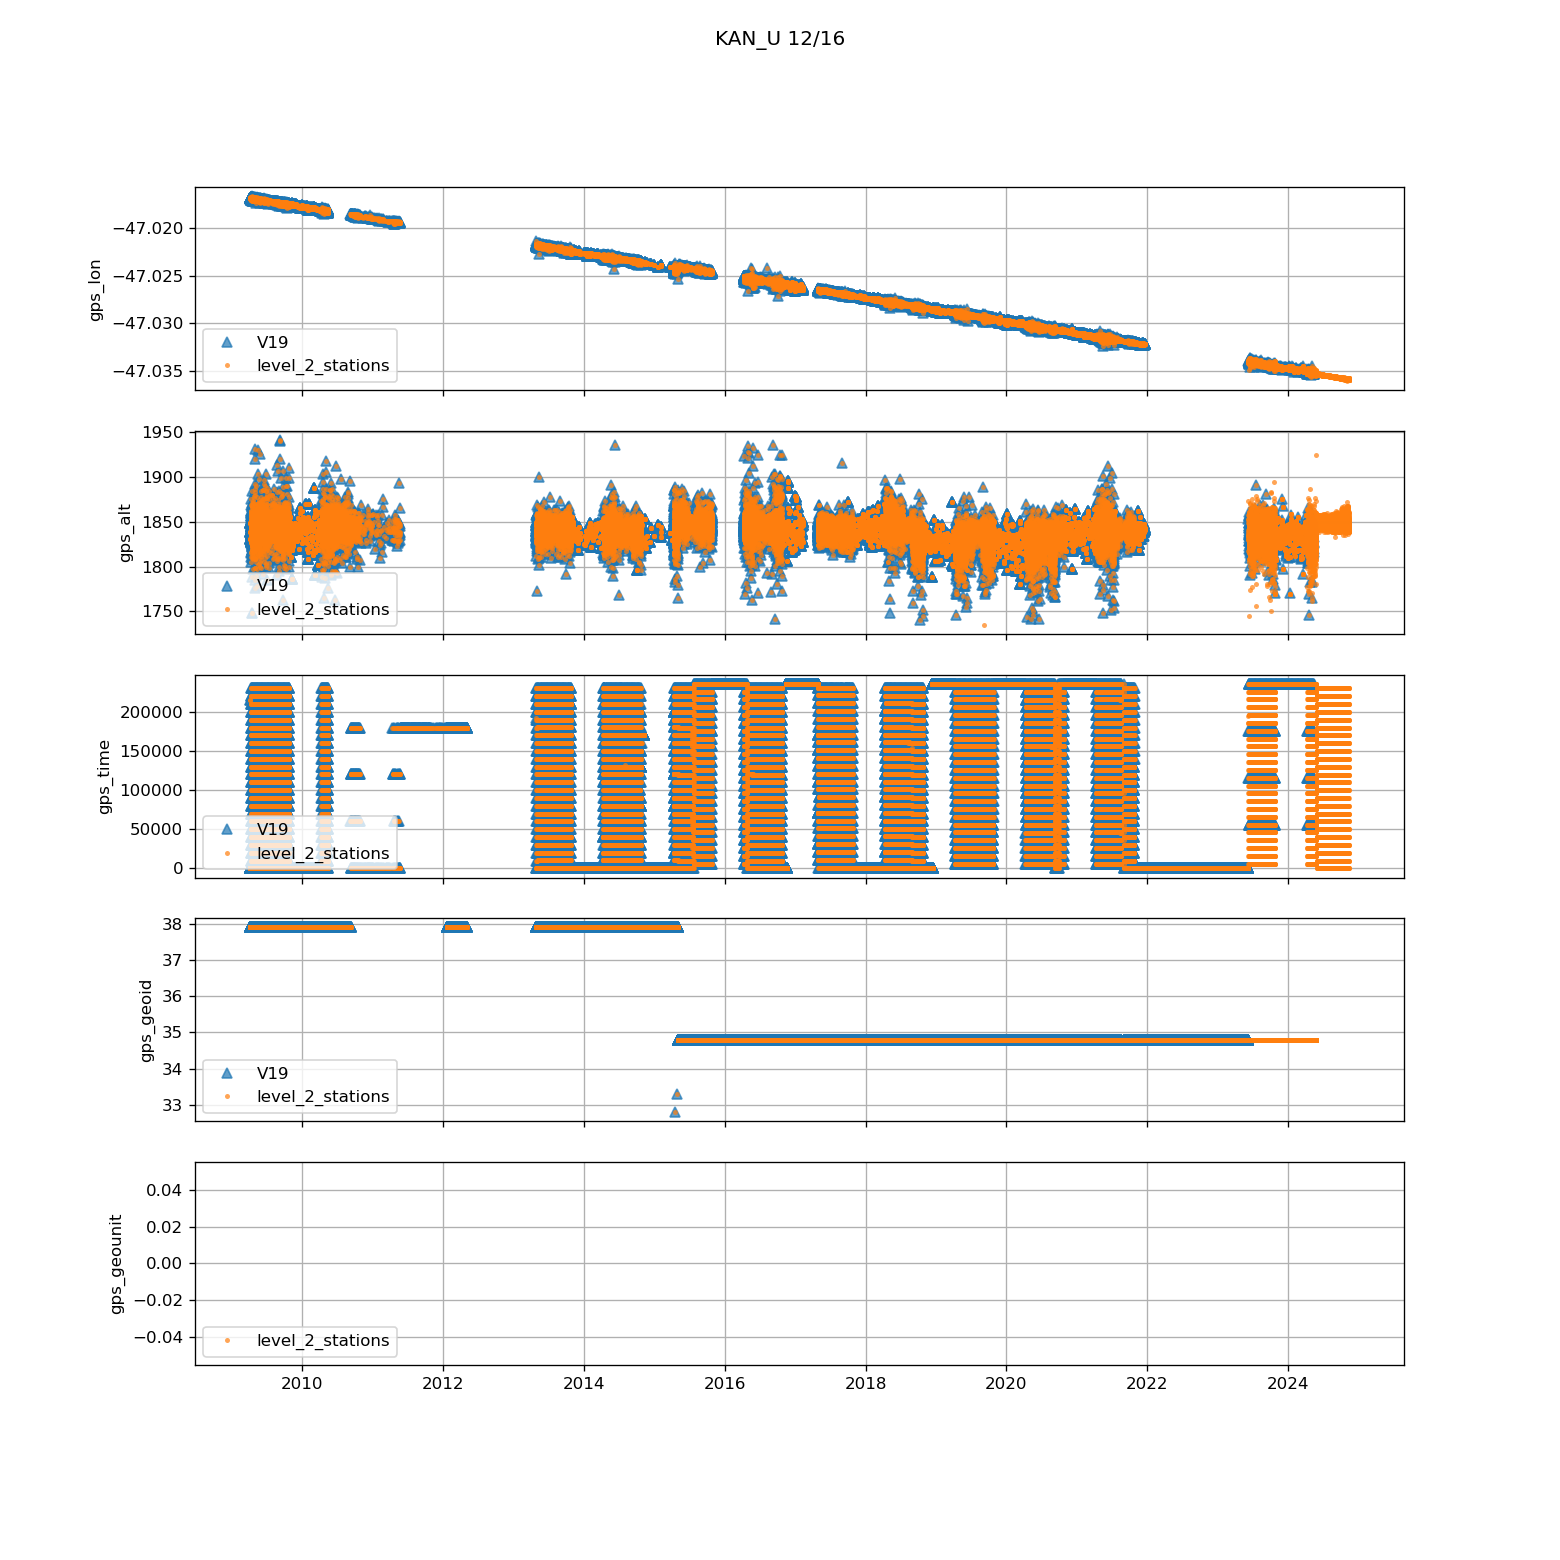 KAN_U 12/16
gps_lon
−47.020
−47.025
−47.030
−47.035
V19
level_2_stations
gps_alt
1950
1900
1850
1800
1750
V19
level_2_stations
gps_time
200000
150000
100000
50000
0
V19
level_2_stations
gps_geoid
38
37
36
35
34
33
V19
level_2_stations
gps_geounit
0.04
0.02
0.00
−0.02
−0.04
level_2_stations
2010 2012 2014 2016 2018 2020 2022 2024